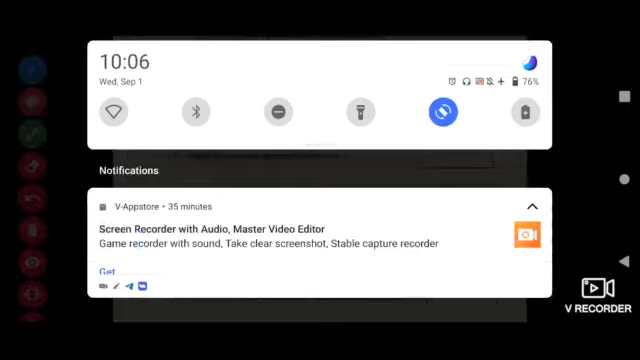 10:06
Wed, Sep 1
76%
Notifications
V-Appstore • 35 minutes
Screen Recorder with Audio, Master Video Editor
Game recorder with sound, Take clear screenshot, Stable capture recorder
Get
V RECORDER